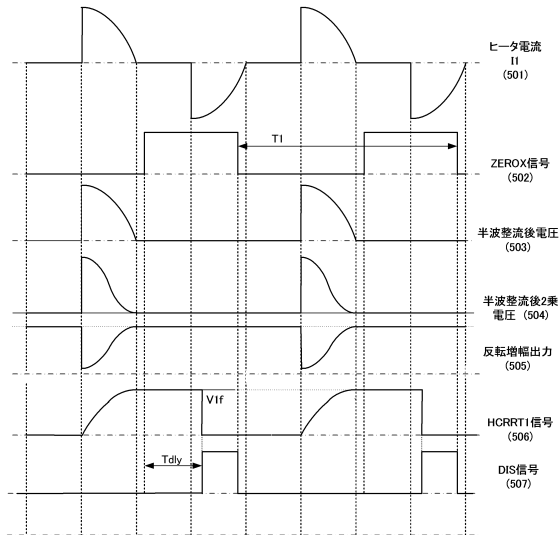 ヒータ電流
I1
(501)
T1
ZEROX信号
(502)
半波整流後電圧
(503)
半波整流後2乗
電圧 (504)
反転増幅出力
(505)
V1f
HCRRT1信号
(506)
Tdly
DIS信号
(507)